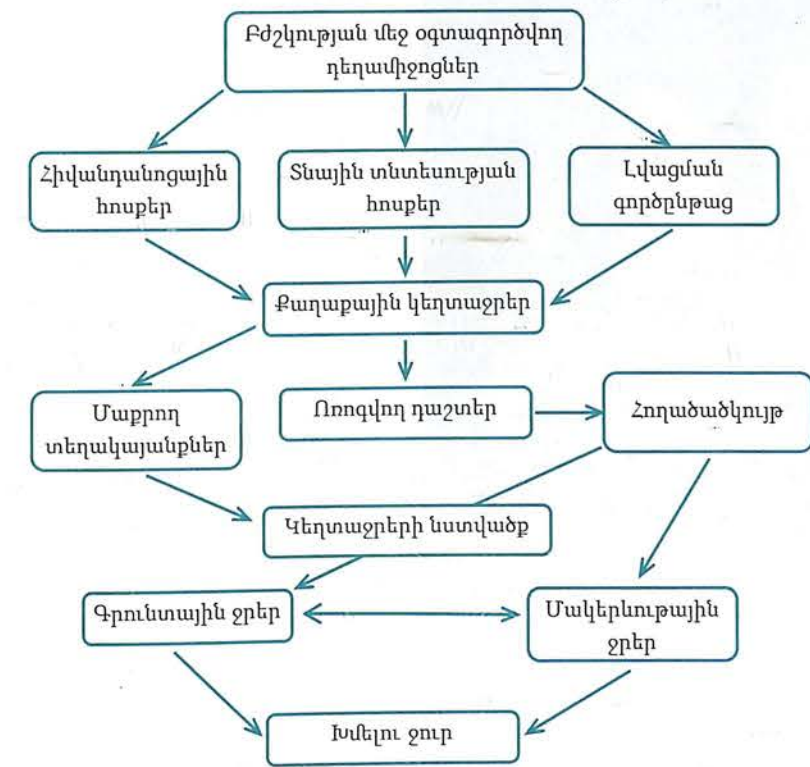 Բժշկության մեջ օգտագործվող
դեղամիջոցներ
Հիվանդանոցային
հոսքեր
Տնային տնտեսության
հոսքեր
Լվացման
գործընթաց
Քաղաքային կեղտաջրեր
Մաքրող
տեղակայանքներ
Ոռոգվող դաշտեր
Հողածածկույթ
Կեղտաջրերի նստվածք
Գրունտային ջրեր
Մակերևութային
ջրեր
Խմելու ջուր